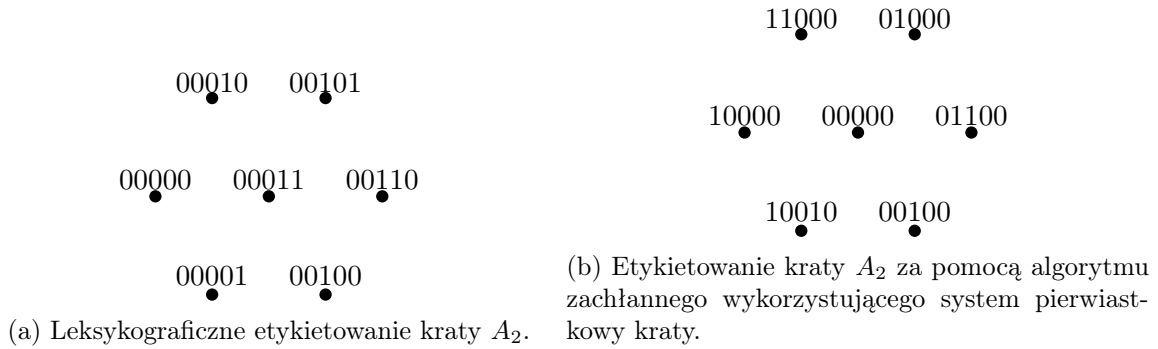 11000 01000
00010 00101
10000 00000 01100
00000 00011 00110
10010 00100
00001 00100
(a) Leksykograficzne etykietowanie kraty A₂.
(b) Etykietowanie kraty A₂ za pomocą algorytmu
zachłannego wykorzystującego system pierwiast-
kowy kraty.